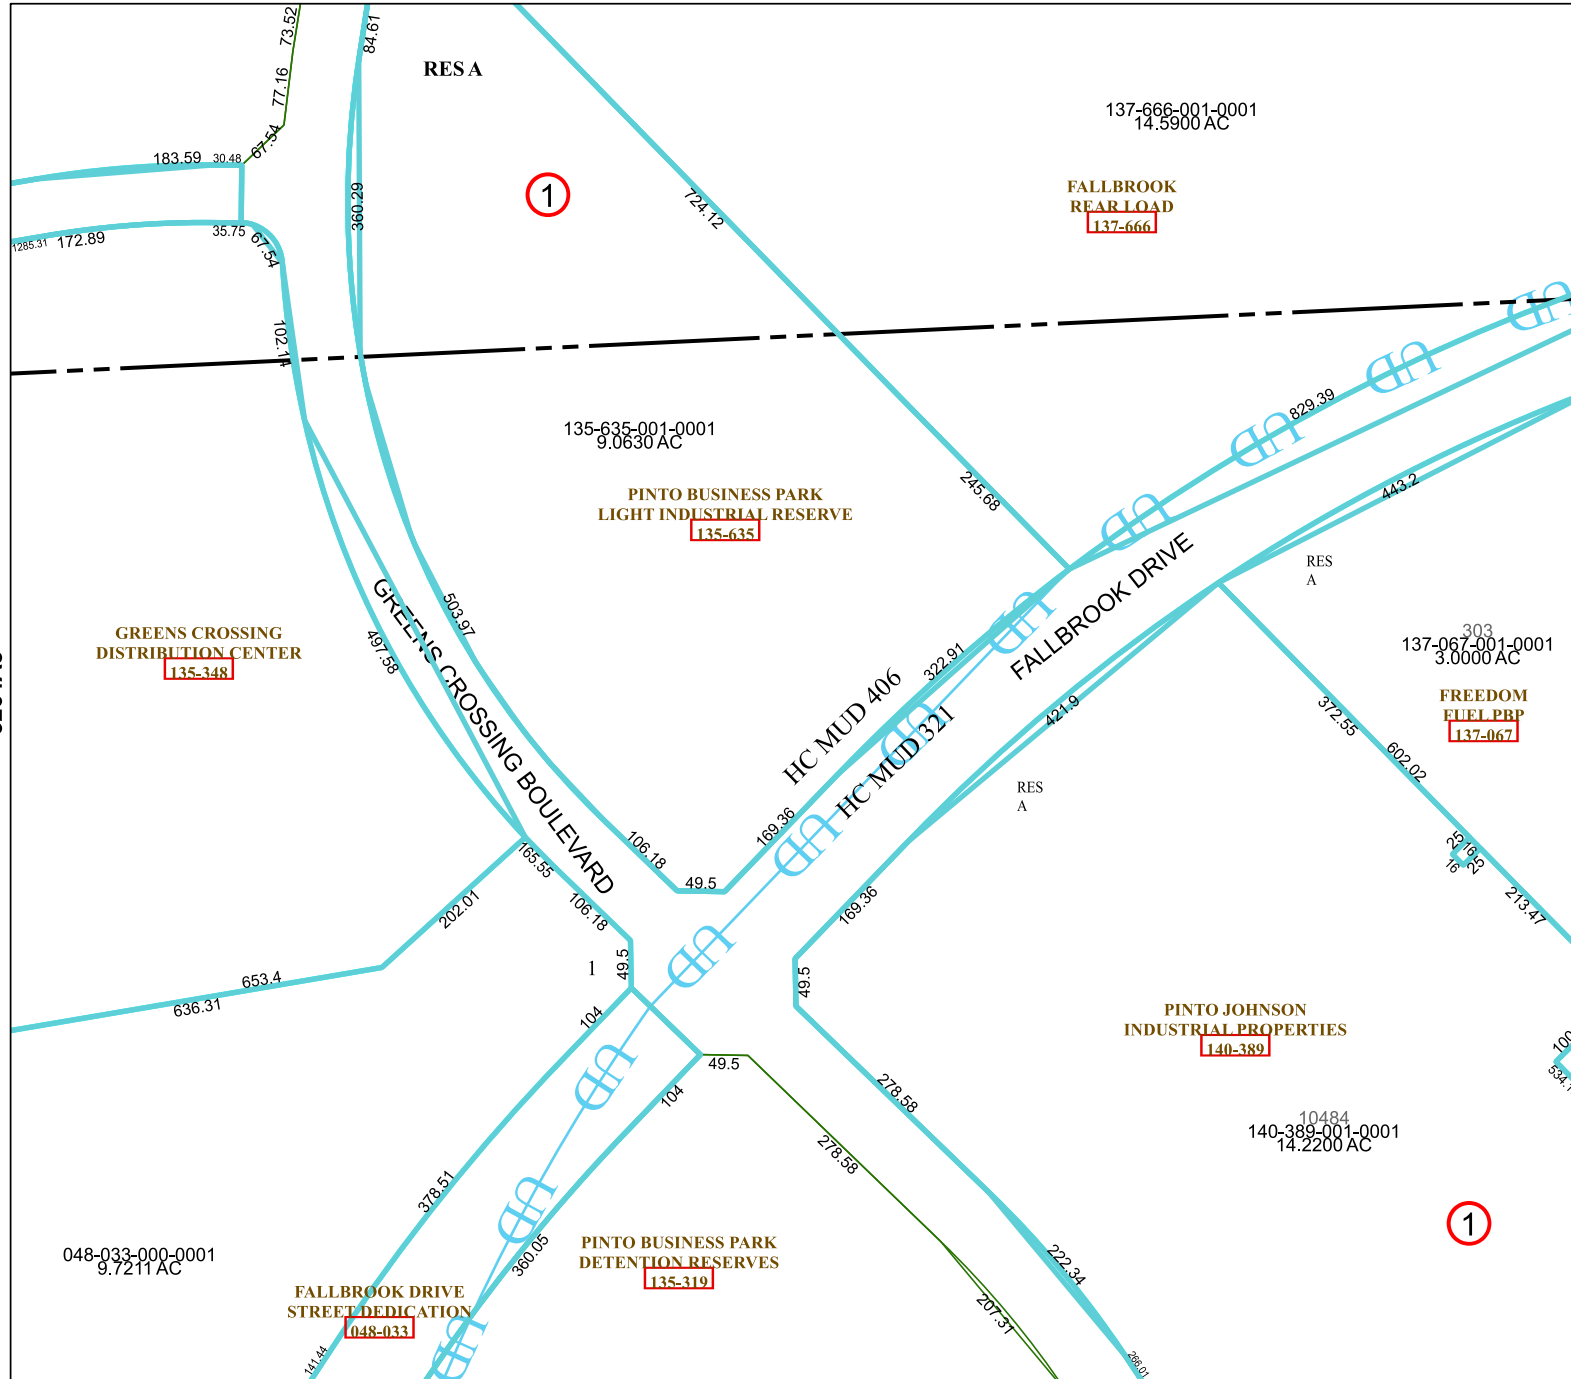 73.52
84.61
RES A
77.16
137-666-001-0001
14.5900 AC
67.54
183.59
30.48
1
360.29
724.12
FALLBROOK
REAR LOAD
137-666
35.75
1285.31
172.89
67.54
102.14
829.39
135-635-001-0001
9.0630 AC
245.68
443.2
PINTO BUSINESS PARK
LIGHT INDUSTRIAL RESERVE
135-635
RES
A
FALLBROOK DRIVE
503.97
GREENS CROSSING BOULEVARD
497.58
GREENS CROSSING
DISTRIBUTION CENTER
135-348
303
137-067-001-0001
3.0000 AC
322.91
HC MUD 406
HC MUD 321
421.9
FREEDOM
FUEL PBP
137-067
372.55
602.02
RES
A
169.36
106.18
165.55
25
16
16
25
49.5
202.01
106.18
169.36
213.47
1
49.5
653.4
636.31
49.5
104
PINTO JOHNSON
INDUSTRIAL PROPERTIES
140-389
100
534.1
49.5
104
278.58
10484
140-389-001-0001
14.2200 AC
278.58
378.51
1
048-033-000-0001
9.7211 AC
360.05
PINTO BUSINESS PARK
DETENTION RESERVES
135-319
222.34
207.31
FALLBROOK DRIVE
STREET DEDICATION
048-033
141.44
266.01